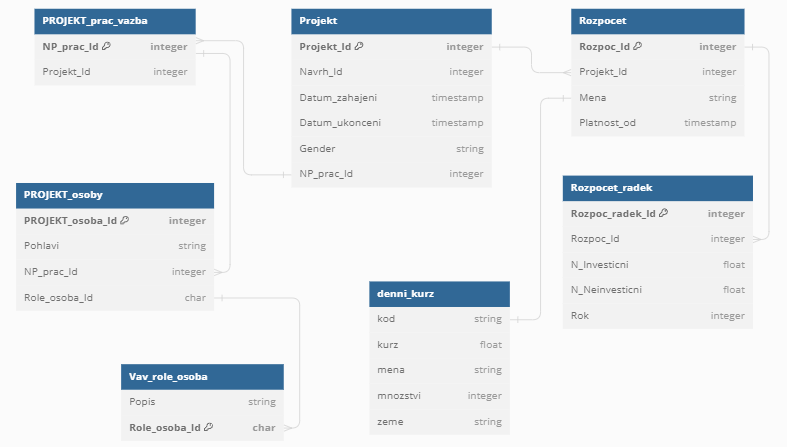 PROJEKT_prac_vazba
NP_prac_Id integer
Projekt_Id integer
Projekt
Projekt_Id integer
Navrh_Id integer
Datum_zahajeni timestamp
Datum_ukonceni timestamp
Gender string
NP_prac_Id integer
Rozpocet
Rozpoc_Id integer
Projekt_Id integer
Mena string
Platnost_od timestamp
PROJEKT_osoby
PROJEKT_osoba_Id integer
Pohlavi string
NP_prac_Id integer
Role_osoba_Id char
Rozpocet_radek
Rozpoc_radek_Id integer
Rozpoc_Id integer
N_Investicni float
N_Neinvesticni float
Rok integer
denni_kurz
kod string
kurz float
mena string
mnozstvi integer
zeme string
Vav_role_osoba
Popis string
Role_osoba_Id char